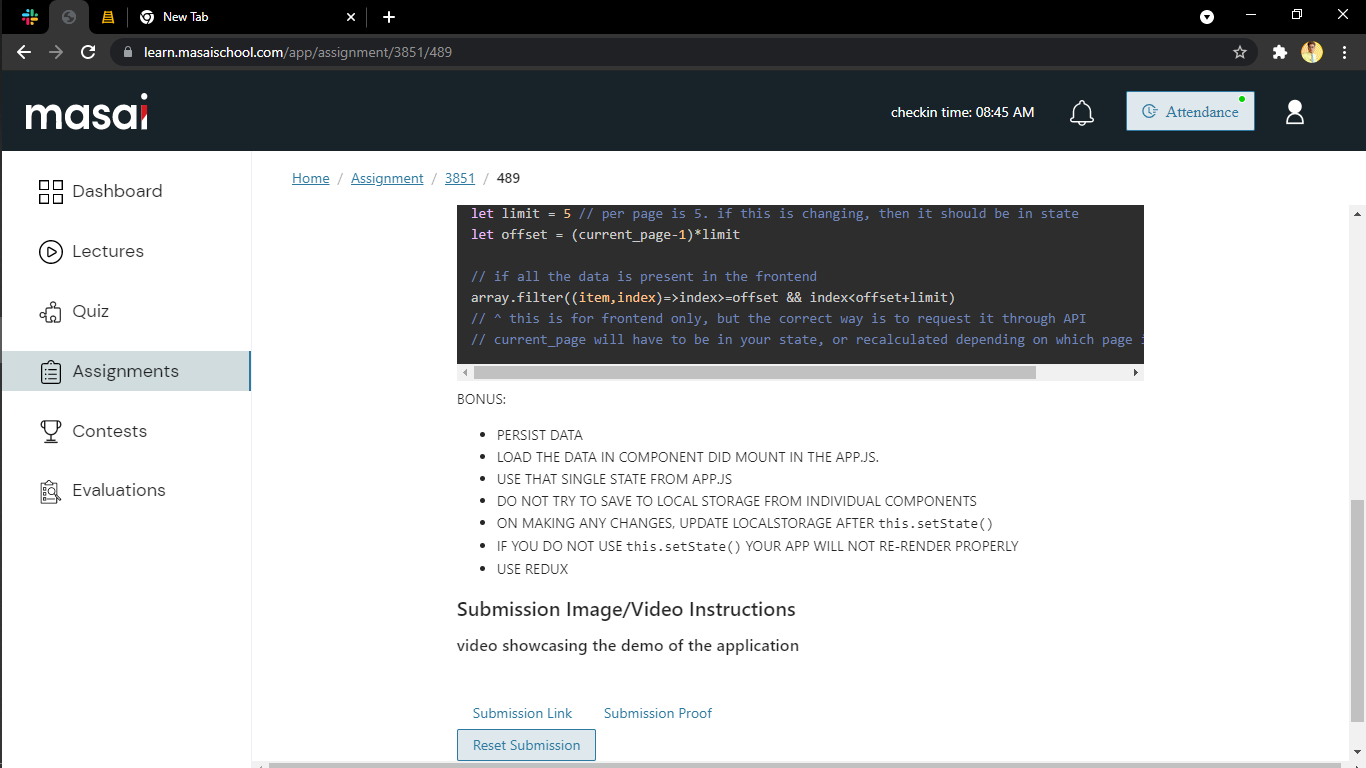 New Tab
learn.masaischool.com/app/assignment/3851/489
masai
checkin time: 08:45 AM
Attendance
Dashboard
Lectures
Quiz
Assignments
Contests
Evaluations
Home / Assignment / 3851 / 489
let limit = 5 // per page is 5. if this is changing, then it should be in state
let offset = (current_page-1)*limit
// if all the data is present in the frontend
array.filter((item,index)=>index>=offset && index<offset+limit)
// ^ this is for frontend only, but the correct way is to request it through API
// current_page will have to be in your state, or recalculated depending on which page
BONUS:
PERSIST DATA
LOAD THE DATA IN COMPONENT DID MOUNT IN THE APP.JS.
USE THAT SINGLE STATE FROM APP.JS
DO NOT TRY TO SAVE TO LOCAL STORAGE FROM INDIVIDUAL COMPONENTS
ON MAKING ANY CHANGES, UPDATE LOCALSTORAGE AFTER this.setState()
IF YOU DO NOT USE this.setState() YOUR APP WILL NOT RE-RENDER PROPERLY
USE REDUX
Submission Image/Video Instructions
video showcasing the demo of the application
Submission Link
Submission Proof
Reset Submission